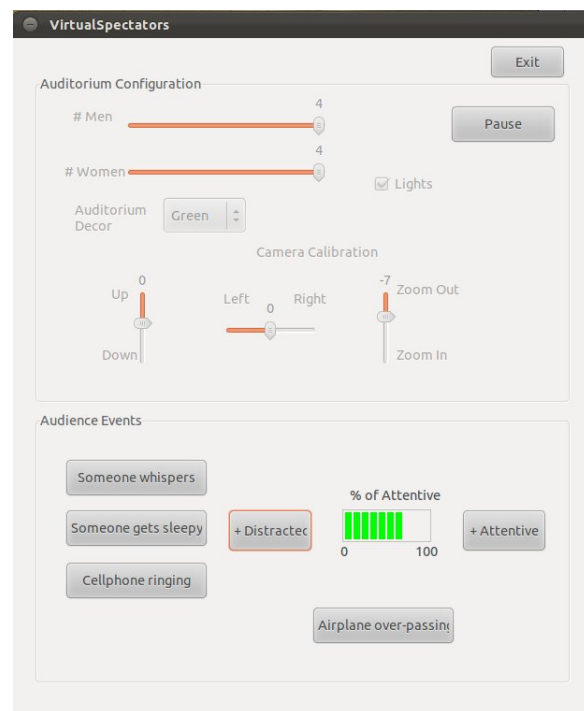 VirtualSpectators
Exit
Auditorium Configuration
# Men
4
Pause
# Women
4
Lights
Auditorium
Decor
Green
Camera Calibration
Up
0
Down
Left
0
Right
-7
Zoom Out
Zoom In
Audience Events
Someone whispers
Someone gets sleepy
Cellphone ringing
+ Distractec
% of Attentive
0 100
+ Attentive
Airplane over-passing